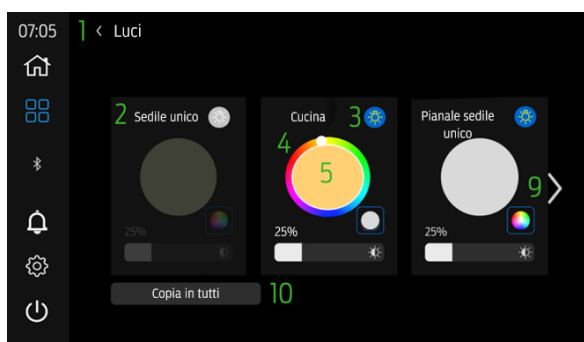 07:05
1 < Luci
2 Sedile unico
Cucina 3
Pianale sedile
unico
4
5
9
25%
25%
25%
Copia in tutti 10